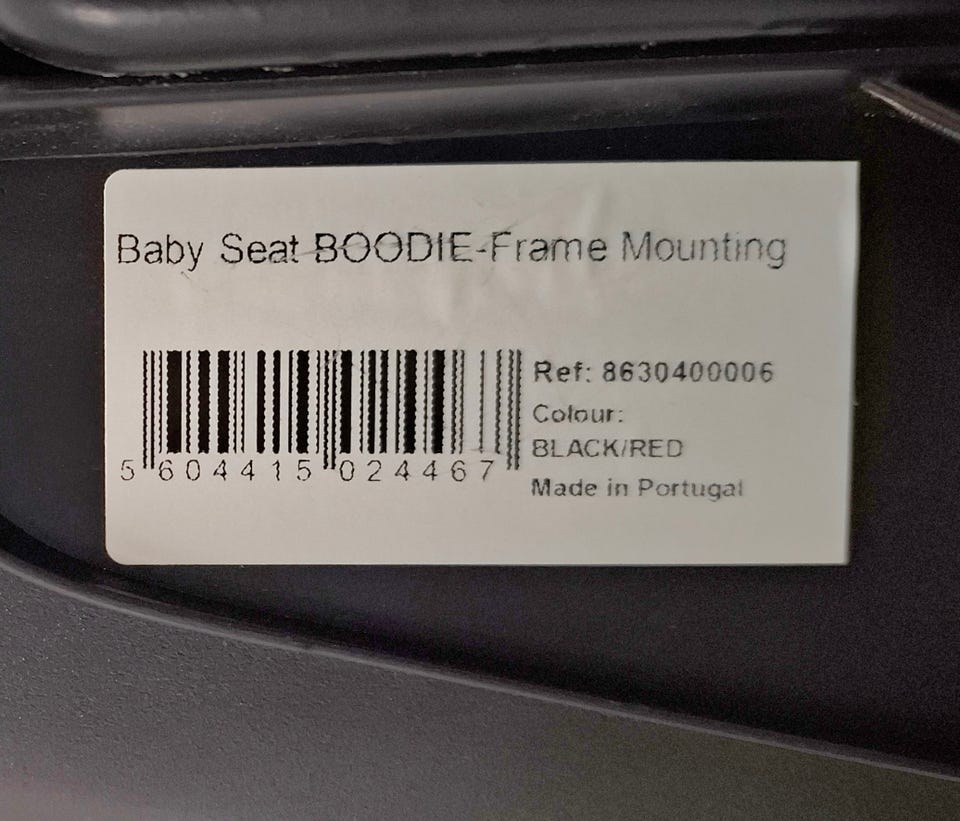 Baby Seat BOODIE-Frame Mounting
Ref: 8630400006
Colour:
BLACK/RED
Made in Portugal
5 604415 024467